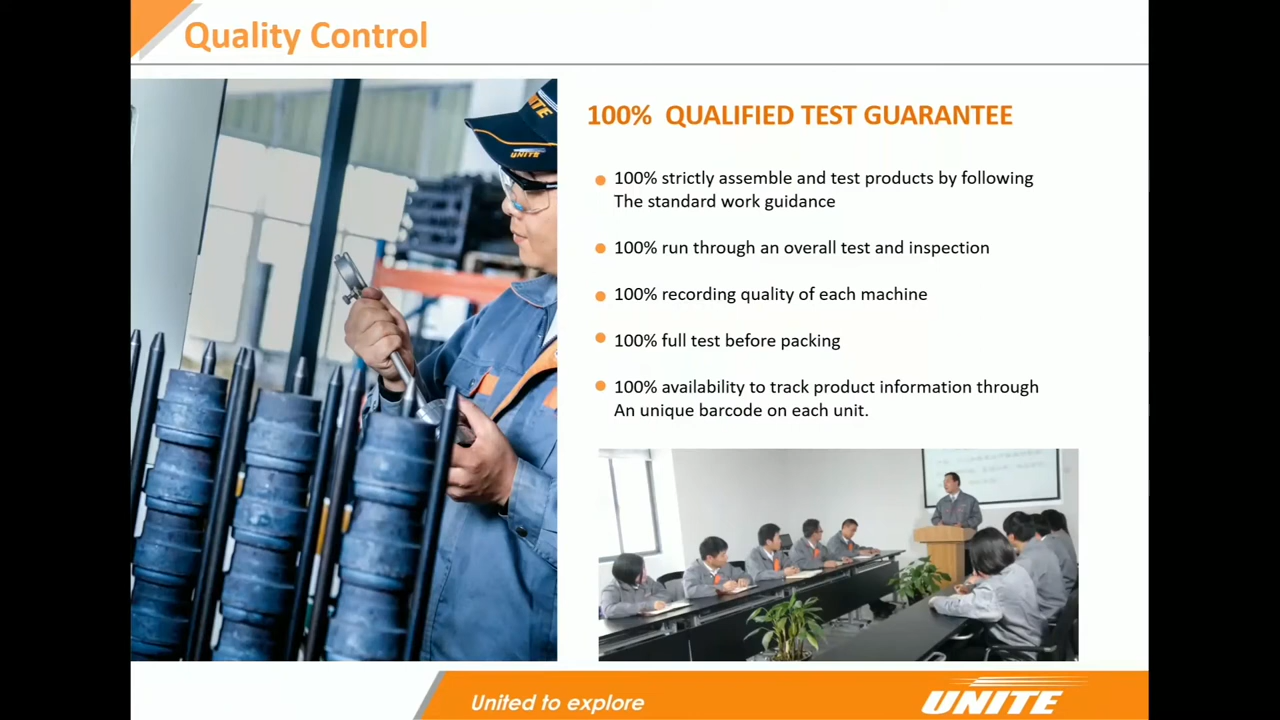 Quality Control
UNITE
UNITE
100% QUALIFIED TEST GUARANTEE
100% strictly assemble and test products by following
The standard work guidance
100% run through an overall test and inspection
100% recording quality of each machine
100% full test before packing
100% availability to track product information through
An unique barcode on each unit.
United to explore
UNITE